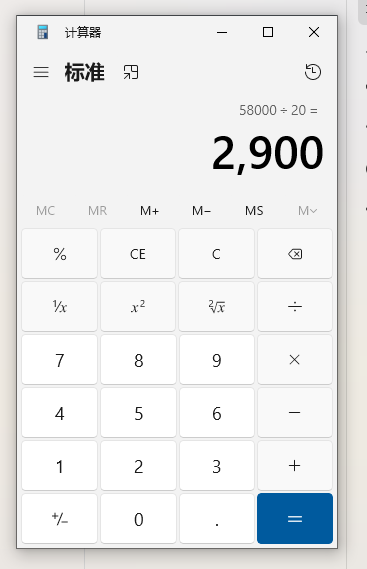 计算器
标准
58000 ÷ 20 =
2,900
MC MR M+ M− MS M
% CE C
¹/x x² ²√x ÷
7 8 9 ×
4 5 6 −
1 2 3 +
+/− 0 . =